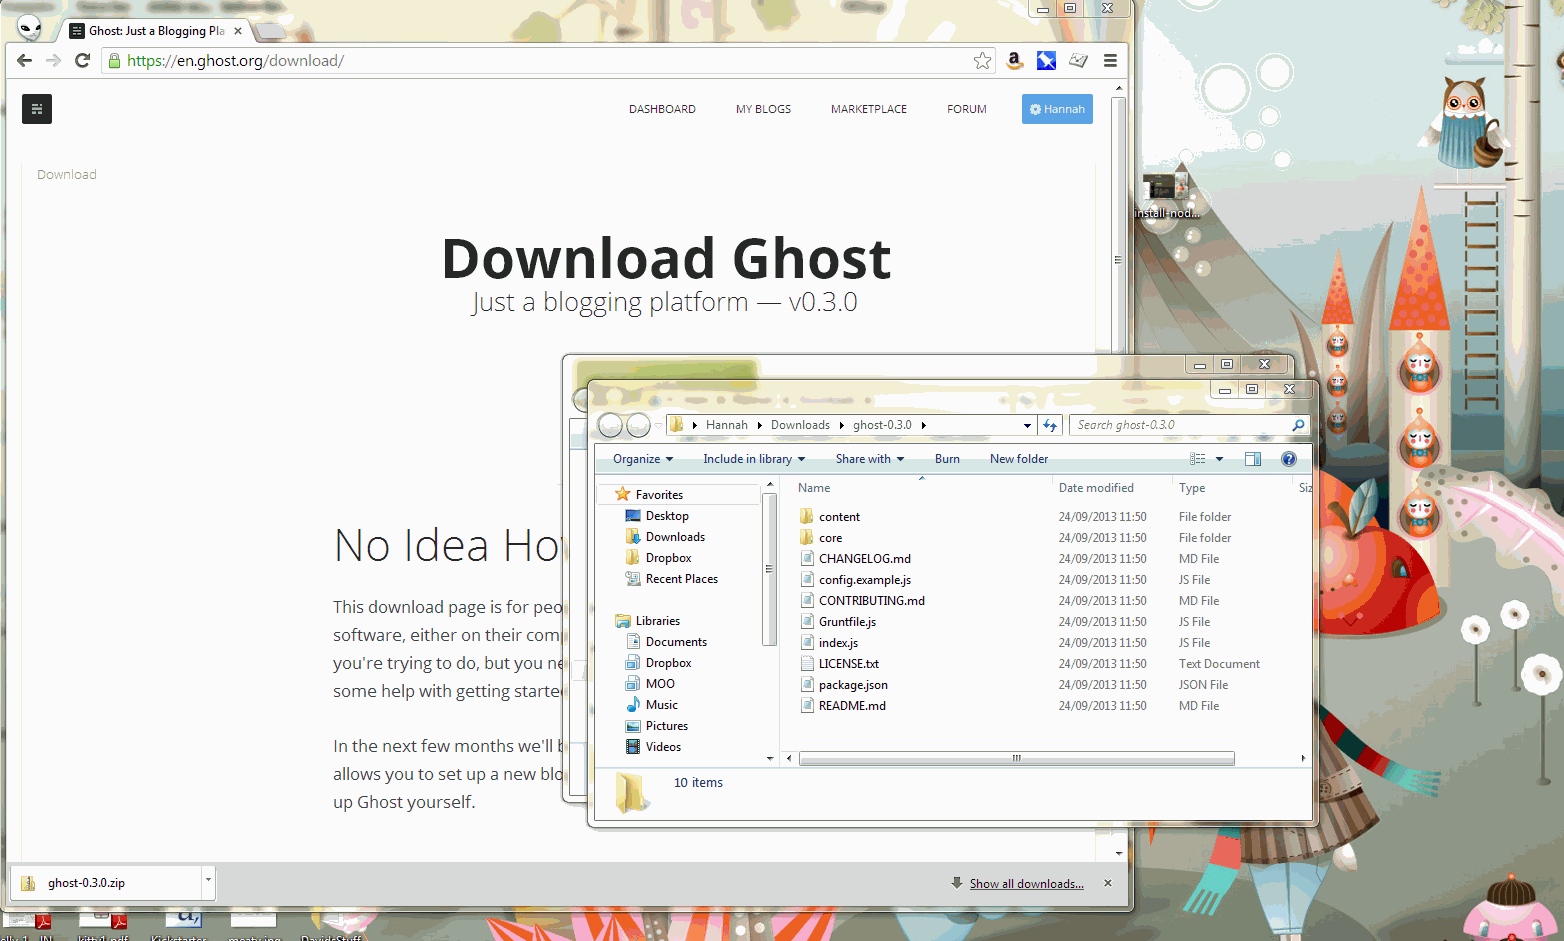 Ghost: Just a Blogging Pla
https://en.ghost.org/download/
DASHBOARD MY BLOGS MARKETPLACE FORUM Hannah
Download
Download Ghost
Just a blogging platform — v0.3.0
No Idea Ho
This download page is for peo
software, either on their com
you're trying to do, but you ne
some help with getting starte
In the next few months we'll b
allows you to set up a new blo
up Ghost yourself.
install-nod...
Hannah Downloads ghost-0.3.0
Search ghost-0.3.0
Organize Include in library Share with Burn New folder
Favorites
Desktop
Downloads
Dropbox
Recent Places
Libraries
Documents
Dropbox
MOO
Music
Pictures
Videos
Name Date modified Type Siz
content 24/09/2013 11:50 File folder
core 24/09/2013 11:50 File folder
CHANGELOG.md 24/09/2013 11:50 MD File
config.example.js 24/09/2013 11:50 JS File
CONTRIBUTING.md 24/09/2013 11:50 MD File
Gruntfile.js 24/09/2013 11:50 JS File
index.js 24/09/2013 11:50 JS File
LICENSE.txt 24/09/2013 11:50 Text Document
package.json 24/09/2013 11:50 JSON File
README.md 24/09/2013 11:50 MD File
10 items
ghost-0.3.0.zip
Show all downloads...
kitty1.pdf Kickstarter DavidsStuff